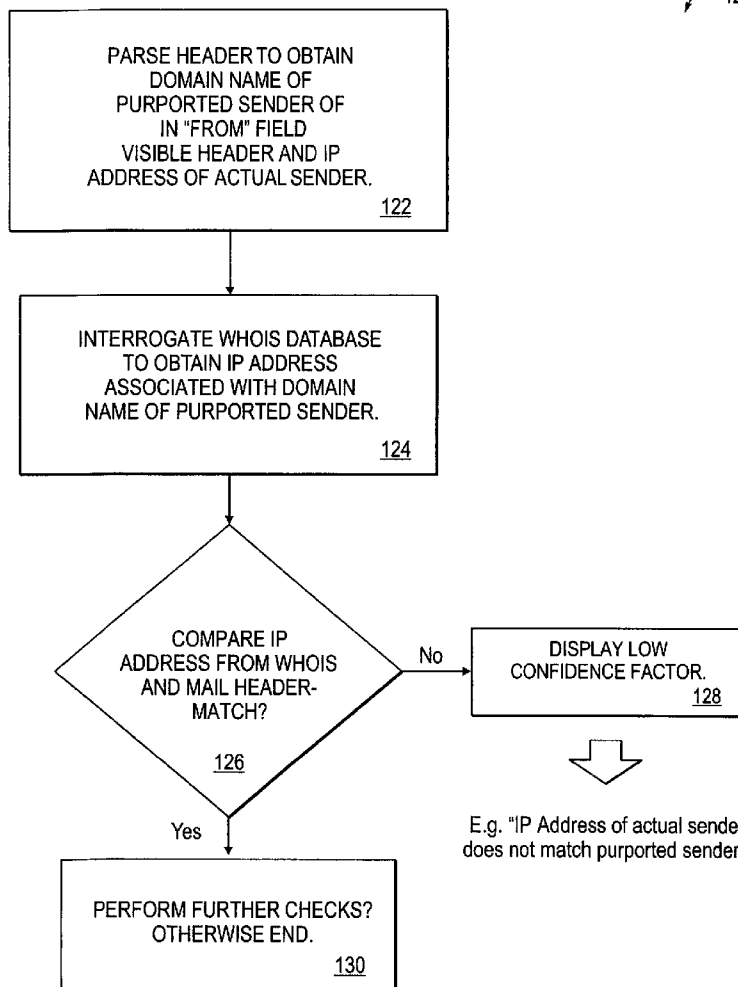 PARSE HEADER TO OBTAIN
DOMAIN NAME OF
PURPORTED SENDER OF
IN "FROM" FIELD
VISIBLE HEADER AND IP
ADDRESS OF ACTUAL SENDER.
122
INTERROGATE WHOIS DATABASE
TO OBTAIN IP ADDRESS
ASSOCIATED WITH DOMAIN
NAME OF PURPORTED SENDER.
124
COMPARE IP
ADDRESS FROM WHOIS
AND MAIL HEADER-
MATCH?
126
No
DISPLAY LOW
CONFIDENCE FACTOR.
128
E.g. "IP Address of actual sende
does not match purported sender
Yes
PERFORM FURTHER CHECKS?
OTHERWISE END.
130